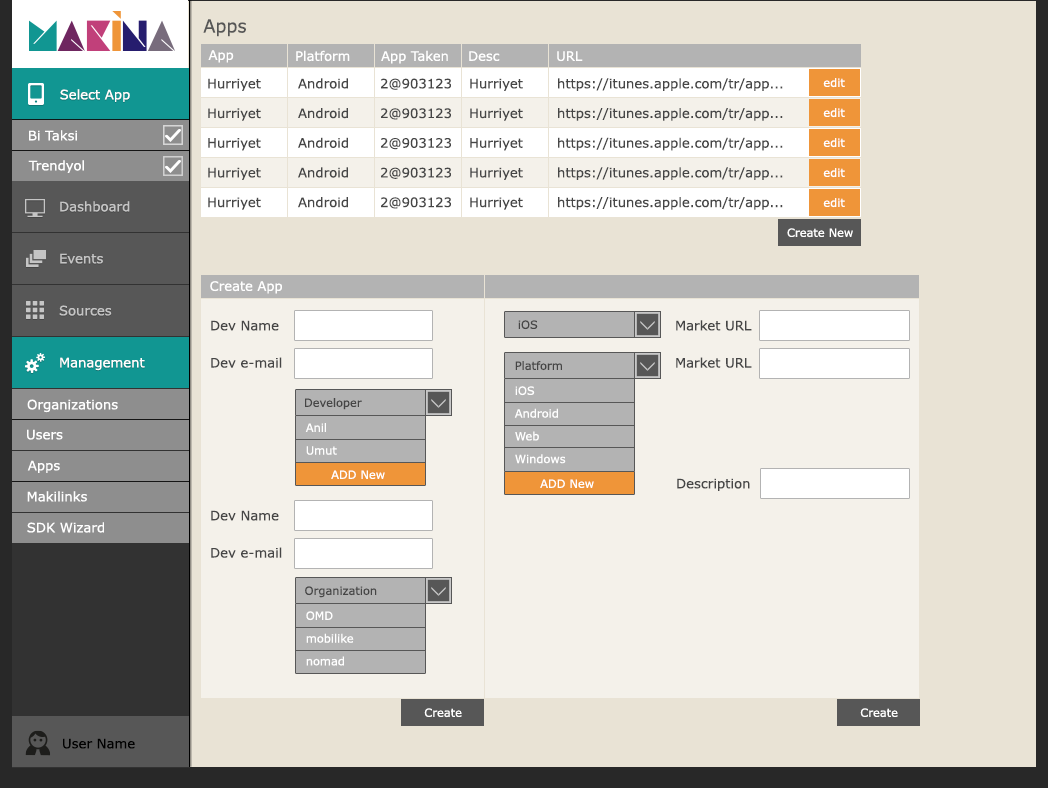 MAKİNA
Select App
Bi Taksi
Trendyol
Dashboard
Events
Sources
Management
Organizations
Users
Apps
Makilinks
SDK Wizard
User Name
Apps
App Platform App Taken Desc URL
Hurriyet Android 2@903123 Hurriyet https://itunes.apple.com/tr/app... edit
Hurriyet Android 2@903123 Hurriyet https://itunes.apple.com/tr/app... edit
Hurriyet Android 2@903123 Hurriyet https://itunes.apple.com/tr/app... edit
Hurriyet Android 2@903123 Hurriyet https://itunes.apple.com/tr/app... edit
Hurriyet Android 2@903123 Hurriyet https://itunes.apple.com/tr/app... edit
Create New
Create App
Dev Name
Dev e-mail
Developer
Anil
Umut
ADD New
Dev Name
Dev e-mail
Organization
OMD
mobilike
nomad
Create
iOS
Market URL
Platform
Market URL
iOS
Android
Web
Windows
ADD New
Description
Create